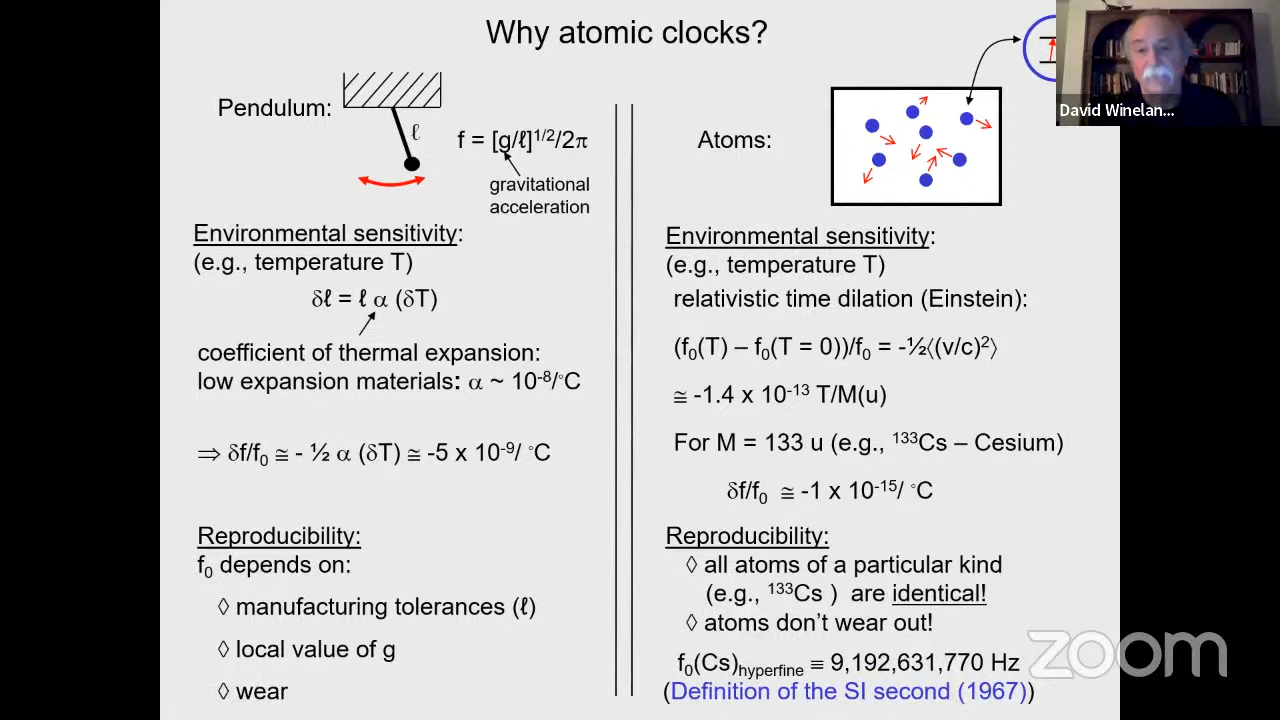 Why atomic clocks?
David Winelan...
Pendulum:
ℓ
f = [g/ℓ]^1/2/2π
gravitational
acceleration
Environmental sensitivity:
(e.g., temperature T)
δℓ = ℓ α (δT)
coefficient of thermal expansion:
low expansion materials: α ~ 10^-8/°C
⇒ δf/f₀ ≅ - ½ α (δT) ≅ -5 x 10^-9/ °C
Reproducibility:
f₀ depends on:
◊ manufacturing tolerances (ℓ)
◊ local value of g
◊ wear
Atoms:
Environmental sensitivity:
(e.g., temperature T)
relativistic time dilation (Einstein):
(f₀(T) – f₀(T = 0))/f₀ = -½⟨(v/c)²⟩
≅ -1.4 x 10^-13 T/M(u)
For M = 133 u (e.g., ¹³³Cs – Cesium)
δf/f₀ ≅ -1 x 10^-15/ °C
Reproducibility:
◊ all atoms of a particular kind
(e.g., ¹³³Cs ) are identical!
◊ atoms don't wear out!
f₀(Cs)hyperfine ≡ 9,192,631,770 Hz
(Definition of the SI second (1967))
zoom